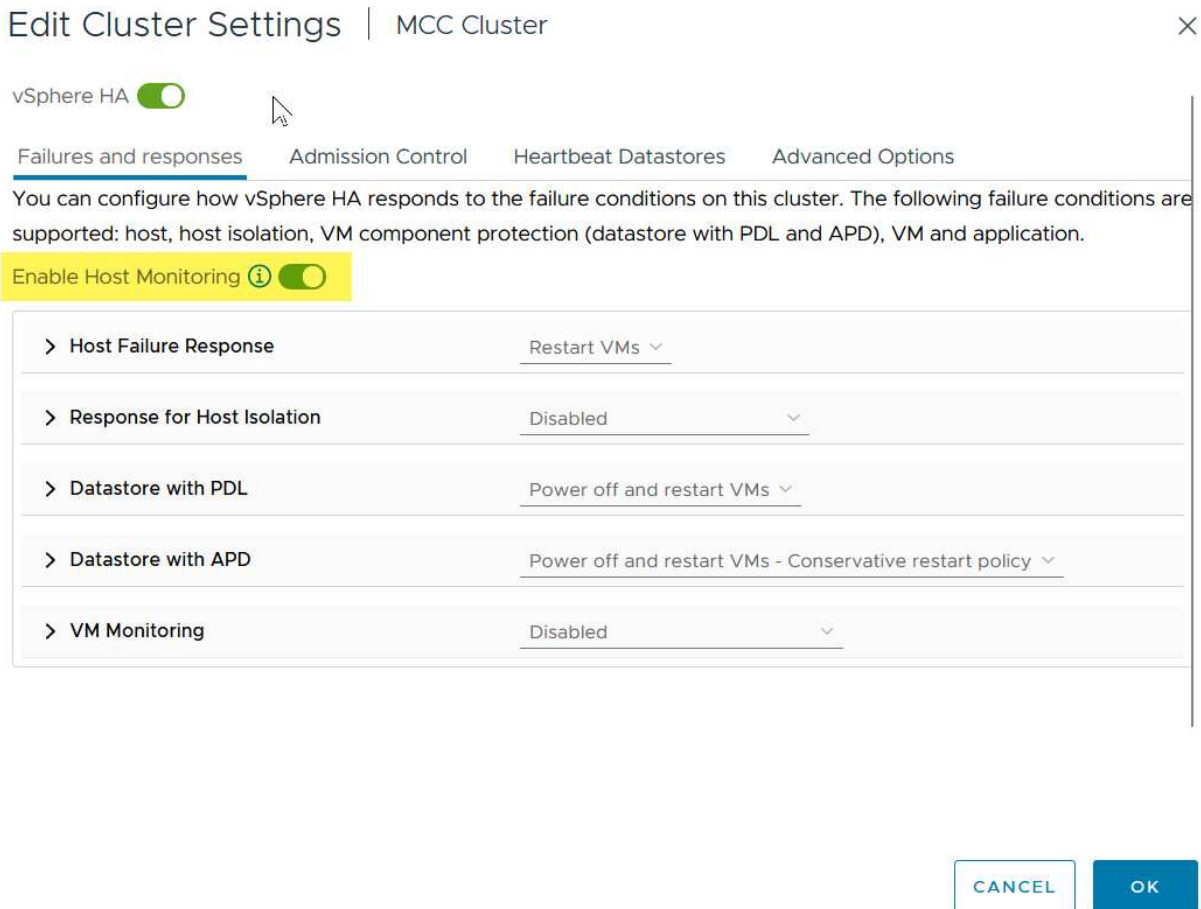 Edit Cluster Settings | MCC Cluster
vSphere HA
Failures and responses Admission Control Heartbeat Datastores Advanced Options
You can configure how vSphere HA responds to the failure conditions on this cluster. The following failure conditions are
supported: host, host isolation, VM component protection (datastore with PDL and APD), VM and application.
Enable Host Monitoring
Host Failure Response Restart VMs
Response for Host Isolation Disabled
Datastore with PDL Power off and restart VMs
Datastore with APD Power off and restart VMs - Conservative restart policy
VM Monitoring Disabled
CANCEL OK